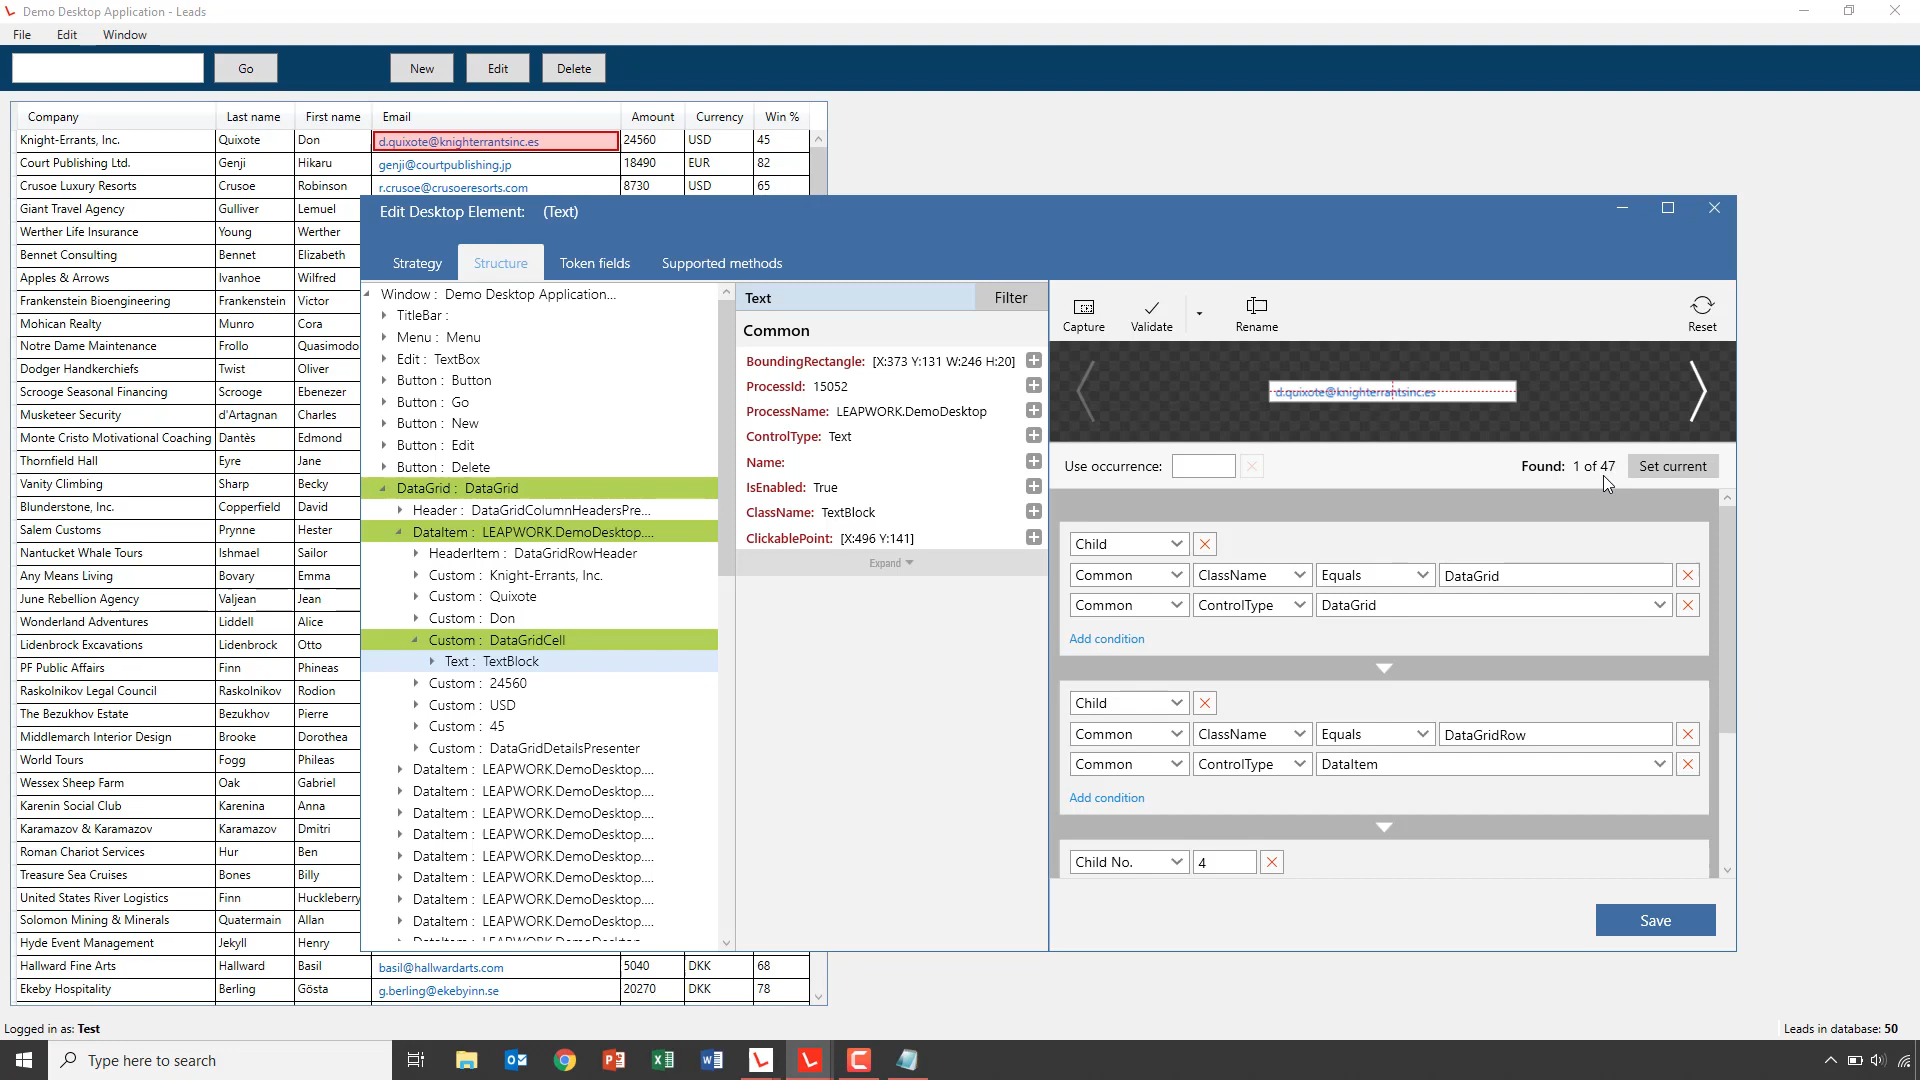 Demo Desktop Application - Leads
File Edit Window
Go New Edit Delete
Company Last name First name Email Amount Currency Win %
Knight-Errants, Inc. Quixote Don d.quixote@knighterrantsinc.es 24560 USD 45
Court Publishing Ltd. Genji Hikaru genji@courtpublishing.jp 18490 EUR 82
Crusoe Luxury Resorts Crusoe Robinson r.crusoe@crusoeresorts.com 8730 USD 65
Giant Travel Agency Gulliver Lemuel
Werther Life Insurance Young Werther
Bennet Consulting Bennet Elizabeth
Apples & Arrows Ivanhoe Wilfred
Frankenstein Bioengineering Frankenstein Victor
Mohican Realty Munro Cora
Notre Dame Maintenance Frollo Quasimodo
Dodger Handkerchiefs Twist Oliver
Scrooge Seasonal Financing Scrooge Ebenezer
Musketeer Security d'Artagnan Charles
Monte Cristo Motivational Coaching Dantès Edmond
Thornfield Hall Eyre Jane
Vanity Climbing Sharp Becky
Blunderstone, Inc. Copperfield David
Salem Customs Prynne Hester
Nantucket Whale Tours Ishmael Sailor
Any Means Living Bovary Emma
June Rebellion Agency Valjean Jean
Wonderland Adventures Liddell Alice
Lidenbrock Excavations Lidenbrock Otto
PF Public Affairs Finn Phineas
Raskolnikov Legal Council Raskolnikov Rodion
The Bezukhov Estate Bezukhov Pierre
Middlemarch Interior Design Brooke Dorothea
World Tours Fogg Phileas
Wessex Sheep Farm Oak Gabriel
Karenin Social Club Karenina Anna
Karamazov & Karamazov Karamazov Dmitri
Roman Chariot Services Hur Ben
Treasure Sea Cruises Bones Billy
United States River Logistics Finn Huckleberry
Solomon Mining & Minerals Quatermain Allan
Hyde Event Management Jekyll Henry
Hallward Fine Arts Hallward Basil basil@hallwardarts.com 5040 DKK 68
Ekeby Hospitality Berling Gösta g.berling@ekebyinn.se 20270 DKK 78
Edit Desktop Element: (Text)
Strategy Structure Token fields Supported methods
Window : Demo Desktop Application...
TitleBar :
Menu : Menu
Edit : TextBox
Button : Button
Button : Go
Button : New
Button : Edit
Button : Delete
DataGrid : DataGrid
Header : DataGridColumnHeadersPre...
DataItem : LEAPWORK.DemoDesktop....
HeaderItem : DataGridRowHeader
Custom : Knight-Errants, Inc.
Custom : Quixote
Custom : Don
Custom : DataGridCell
Text : TextBlock
Custom : 24560
Custom : USD
Custom : 45
Custom : DataGridDetailsPresenter
DataItem : LEAPWORK.DemoDesktop....
DataItem : LEAPWORK.DemoDesktop....
DataItem : LEAPWORK.DemoDesktop....
DataItem : LEAPWORK.DemoDesktop....
DataItem : LEAPWORK.DemoDesktop....
DataItem : LEAPWORK.DemoDesktop....
DataItem : LEAPWORK.DemoDesktop....
DataItem : LEAPWORK.DemoDesktop....
DataItem : LEAPWORK.DemoDesktop....
Text Filter
Common
BoundingRectangle: [X:373 Y:131 W:246 H:20]
ProcessId: 15052
ProcessName: LEAPWORK.DemoDesktop
ControlType: Text
Name:
IsEnabled: True
ClassName: TextBlock
ClickablePoint: [X:496 Y:141]
Expand
Capture Validate Rename Reset
d.quixote@knighterrantsinc.es
Use occurrence: Found: 1 of 47 Set current
Child
Common ClassName Equals DataGrid
Common ControlType DataGrid
Add condition
Child
Common ClassName Equals DataGridRow
Common ControlType DataItem
Add condition
Child No. 4
Save
Logged in as: Test Leads in database: 50
Type here to search